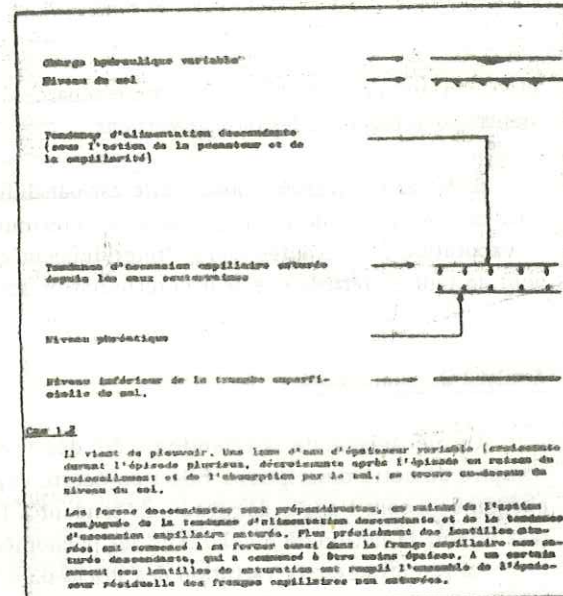 Charge hydraulique variable
Niveau du sol
Tendance d'alimentation descendante
(sous l'action de la pesanteur et de
la capillarité)
Tendance d'ascension capillaire saturée
depuis les eaux souterraines
Niveau phréatique
Niveau inférieur de la tranche superfi-
cielle de sol.
Cas 1.2
Il vient de pleuvoir. Une lame d'eau d'épaisseur variable (croissante
durant l'épisode pluvieux, décroissante après l'épisode en raison du
ruissellement et de l'absorption par le sol, se trouve au-dessus du
niveau du sol.
Les forces descendantes sont prépondérantes, en raison de l'action
conjuguée de la tendance d'alimentation descendante et de la tendance
d'ascension capillaire saturée. Plus précisément des lentilles satu-
rées ont commencé à se former aussi dans la frange capillaire non sa-
turée descendante, qui a commencé à être moins épaisse. A un certain
moment ces lentilles de saturation ont rempli l'ensemble de l'épais-
seur résiduelle des franges capillaires non saturées.